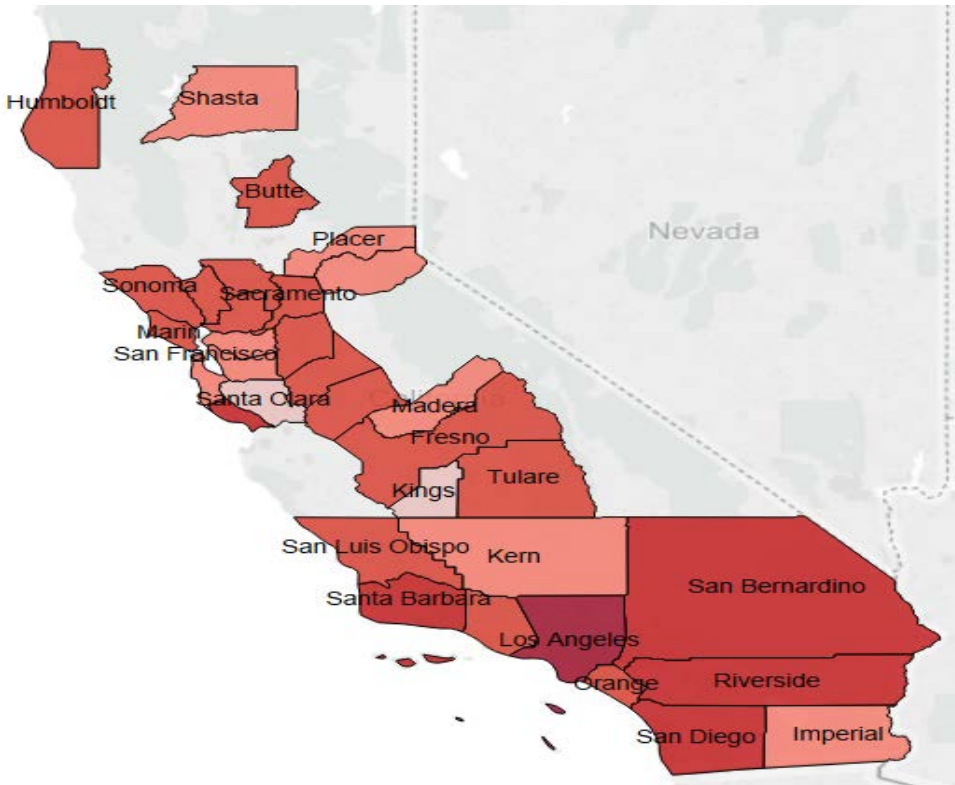 Humboldt
Shasta
Butte
Nevada
Placer
Sonoma
Sacramento
Marin
San Francisco
Santa Clara
Madera
Fresno
Tulare
Kings
San Luis Obispo
Kern
San Bernardino
Santa Barbara
Los Angeles
Riverside
Orange
San Diego
Imperial